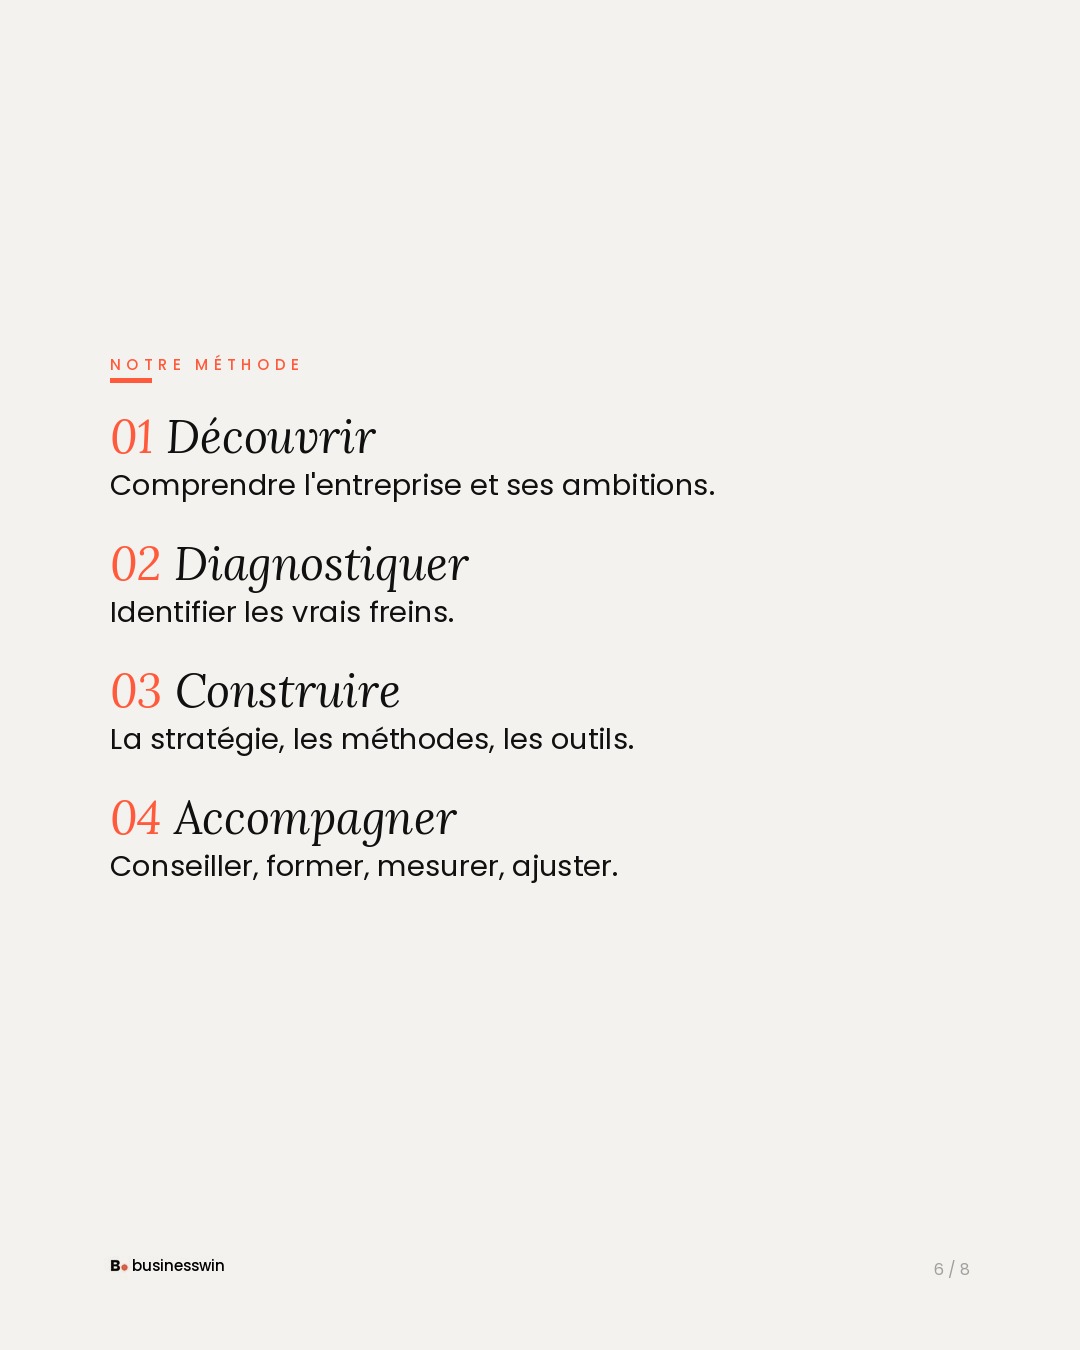 NOTRE MÉTHODE
01 Découvrir
Comprendre l'entreprise et ses ambitions.
02 Diagnostiquer
Identifier les vrais freins.
03 Construire
La stratégie, les méthodes, les outils.
04 Accompagner
Conseiller, former, mesurer, ajuster.
B• businesswin
6 / 8